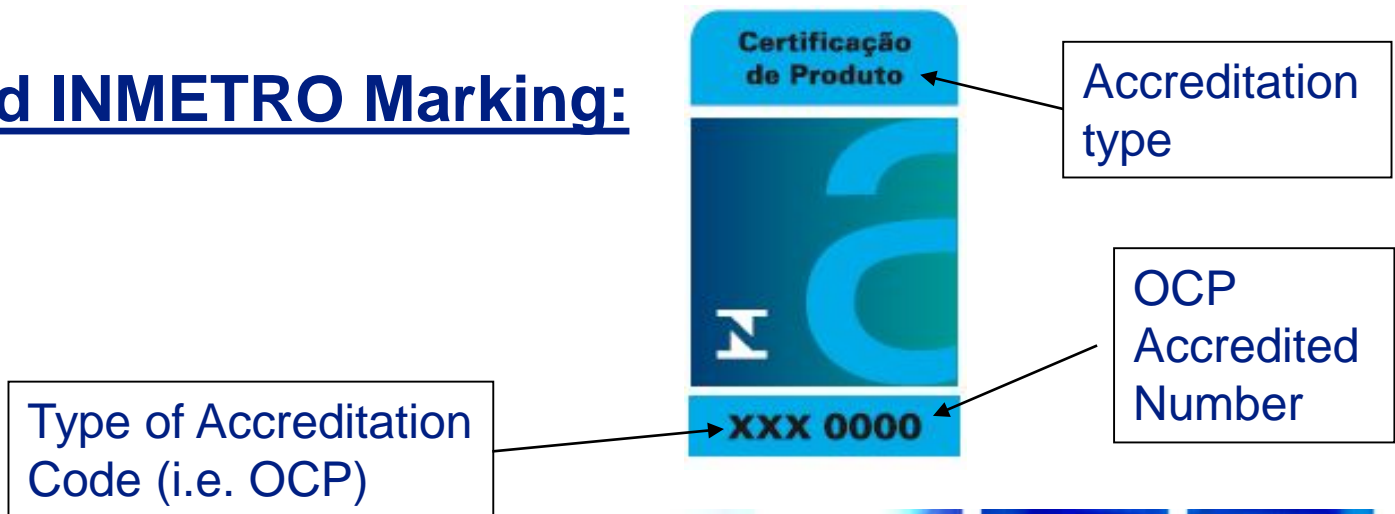 d INMETRO Marking:
Certificação
de Produto
Accreditation
type
OCP
Accredited
Number
XXX 0000
Type of Accreditation
Code (i.e. OCP)